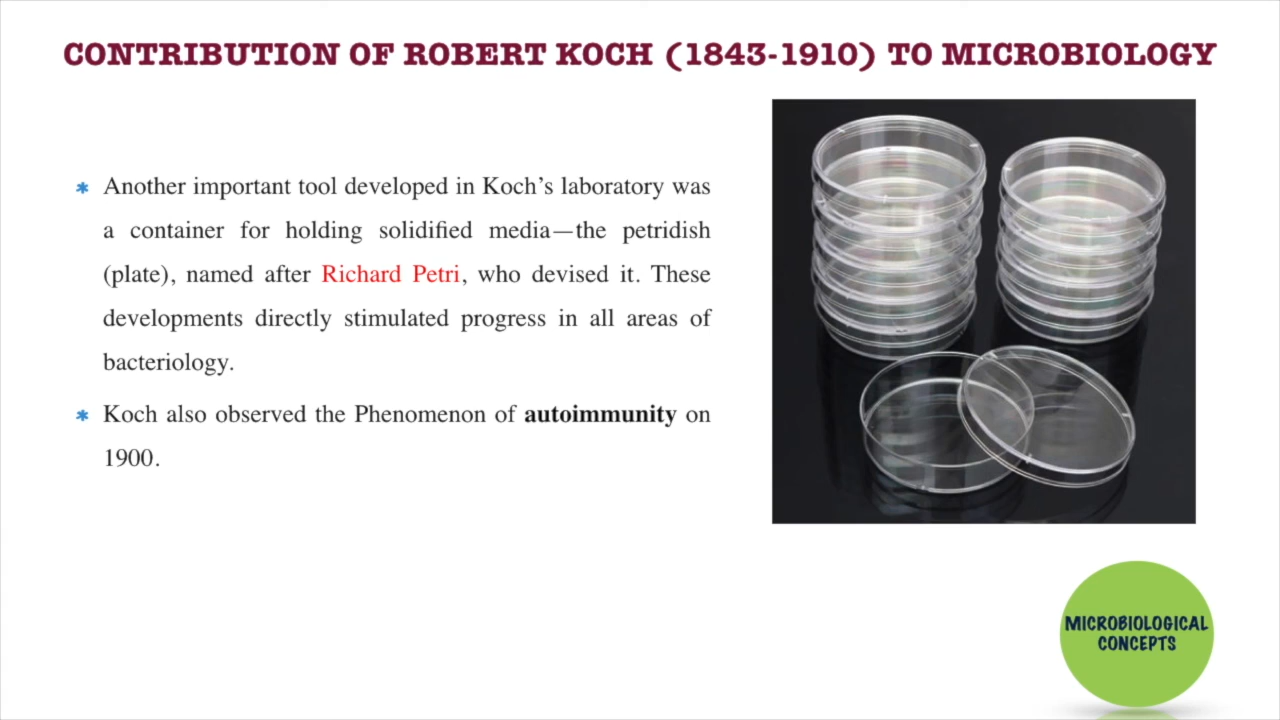 CONTRIBUTION OF ROBERT KOCH (1843-1910) TO MICROBIOLOGY
* Another important tool developed in Koch’s laboratory was
a container for holding solidified media—the petridish
(plate), named after Richard Petri, who devised it. These
developments directly stimulated progress in all areas of
bacteriology.
* Koch also observed the Phenomenon of autoimmunity on
1900.
MICROBIOLOGICAL
CONCEPTS